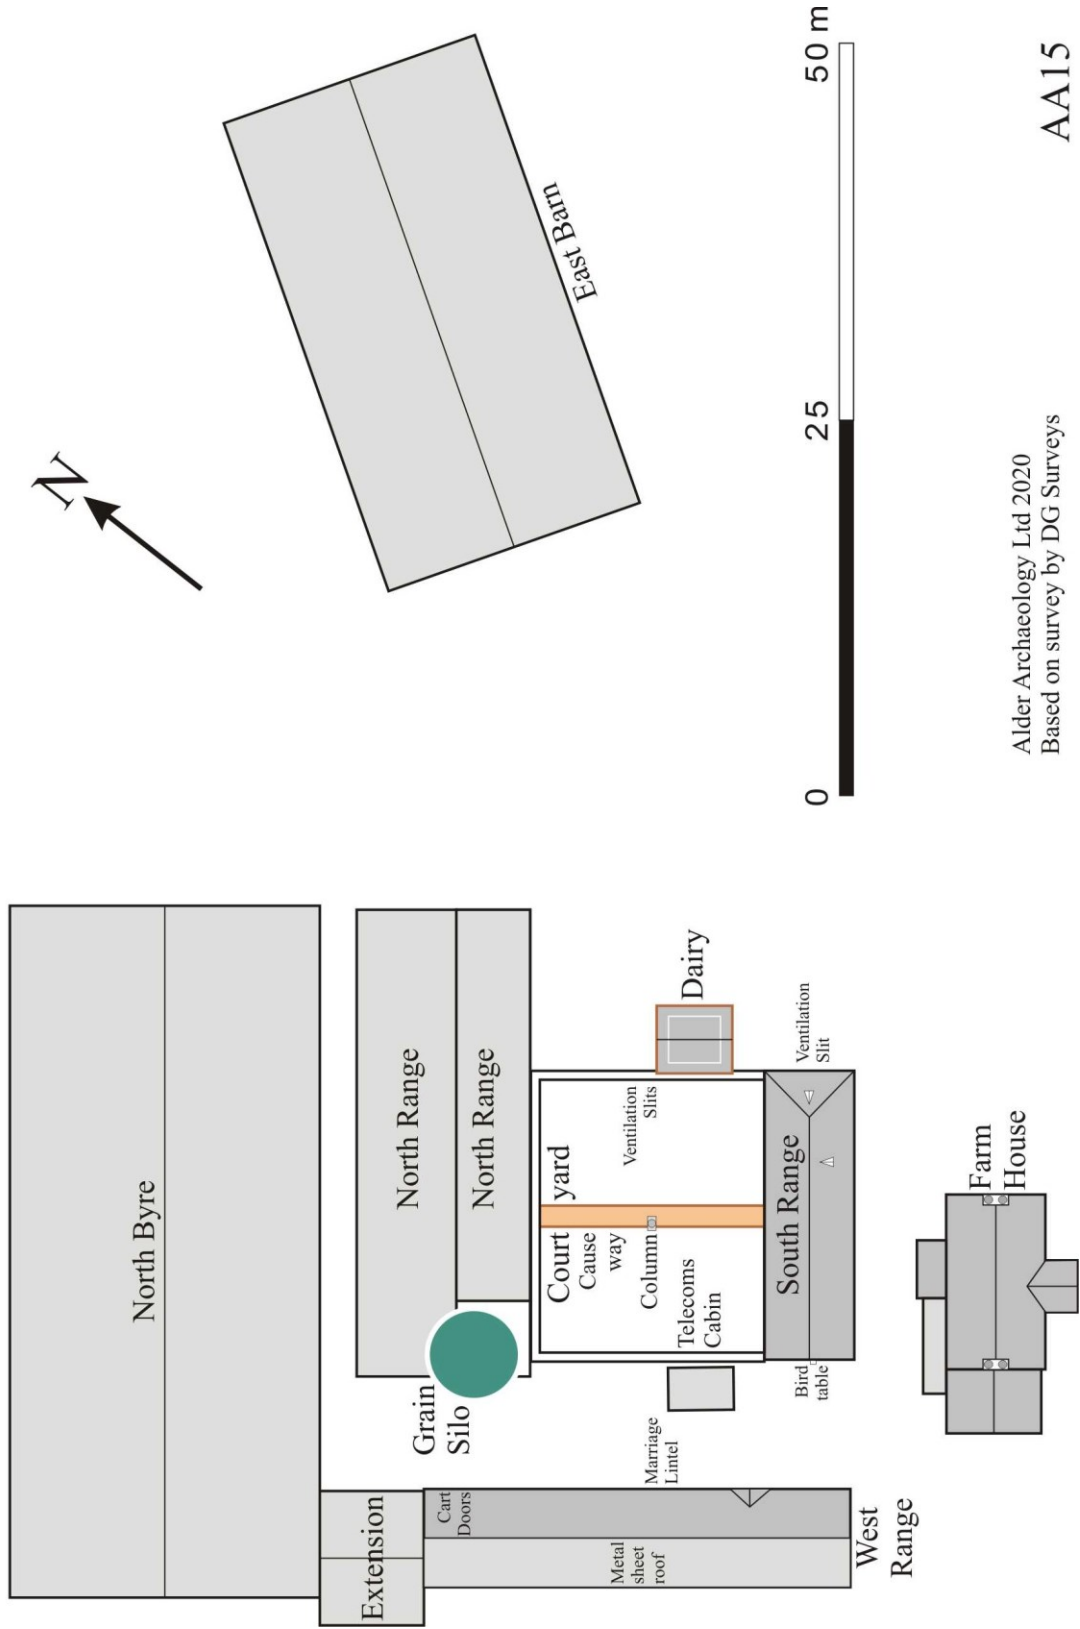 North Byre
N
North Range
North Range
Extension
Grain
Silo
East Barn
Cart
Doors
Court yard
Cause
way
Column
Ventilation
Slits
Dairy
Marriage
Lintel
Telecoms
Cabin
Metal
sheet
roof
South Range
Ventilation
Slit
Bird
table
West
Range
Farm
House
0 25 50 m
Alder Archaeology Ltd 2020
Based on survey by DG Surveys
AA15